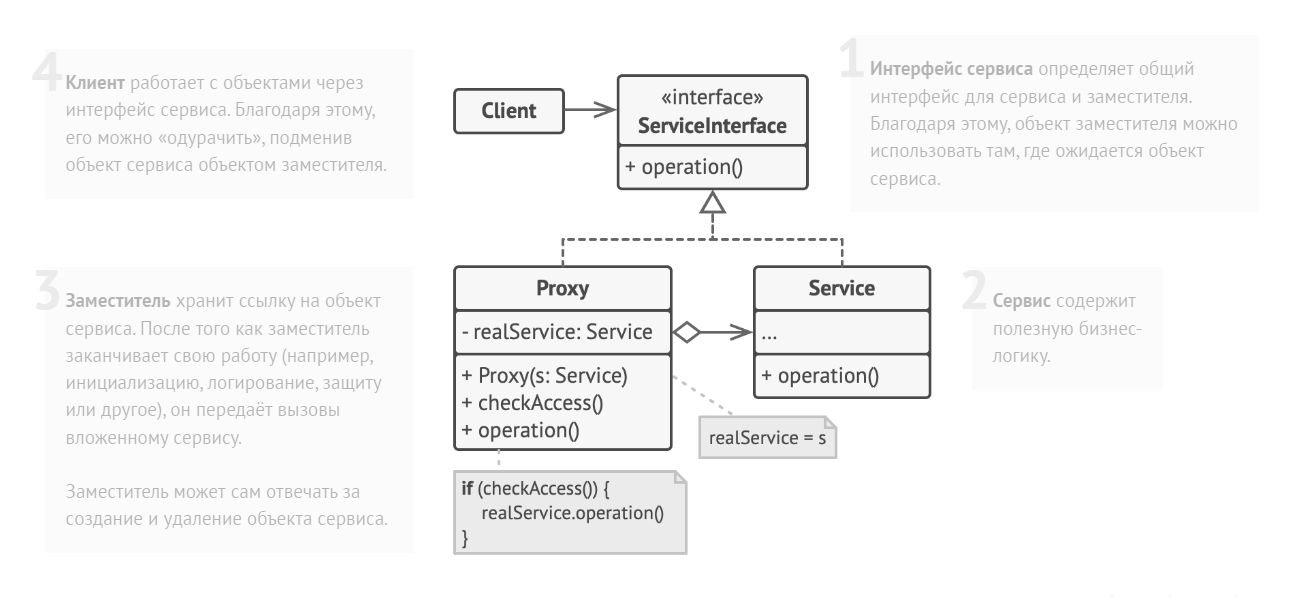 4
Клиент работает с объектами через
интерфейс сервиса. Благодаря этому,
его можно «одурачить», подменив
объект сервиса объектом заместителя.
Client
«interface»
ServiceInterface
+ operation()
1
Интерфейс сервиса определяет общий
интерфейс для сервиса и заместителя.
Благодаря этому, объект заместителя можно
использовать там, где ожидается объект
сервиса.
3
Заместитель хранит ссылку на объект
сервиса. После того как заместитель
заканчивает свою работу (например,
инициализацию, логирование, защиту
или другое), он передаёт вызовы
вложенному сервису.
Заместитель может сам отвечать за
создание и удаление объекта сервиса.
Proxy
- realService: Service
+ Proxy(s: Service)
+ checkAccess()
+ operation()
Service
...
+ operation()
2
Сервис содержит
полезную бизнес-
логику.
realService = s
if (checkAccess()) {
realService.operation()
}